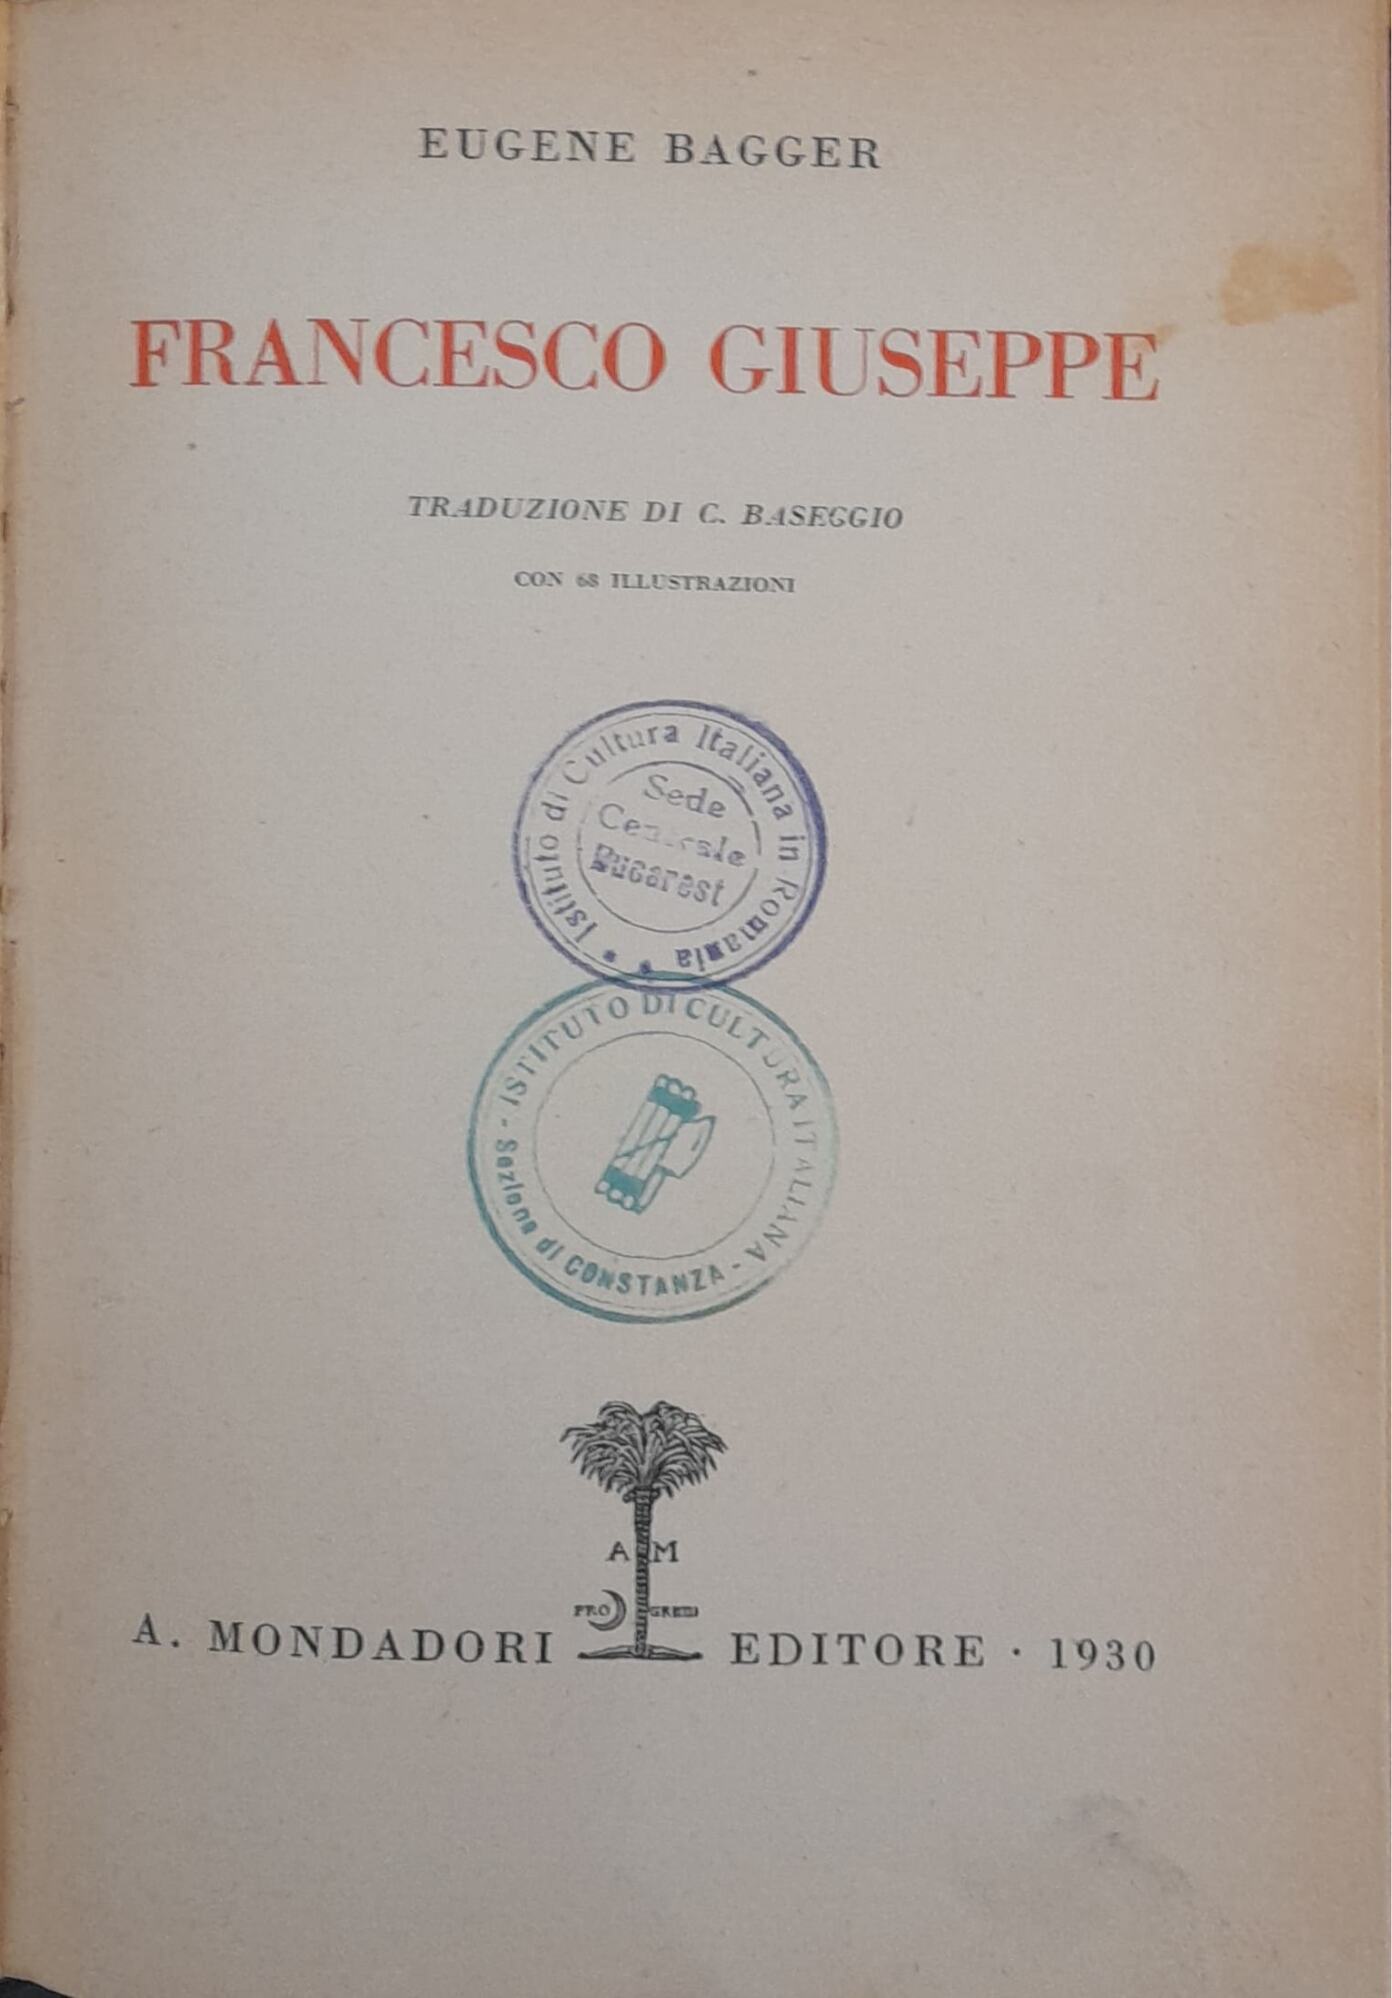 EUGENE BAGGER
FRANCESCO GIUSEPPE
TRADUZIONE DI C. BASEGGIO
CON 68 ILLUSTRAZIONI
* Istituto di Cultura Italiana in Romania *
Sede
Centrale
Bucarest
- ISTITUTO DI CULTURA ITALIANA -
Sezione di CONSTANZA
A M
PRO GREDI
A. MONDADORI EDITORE · 1930